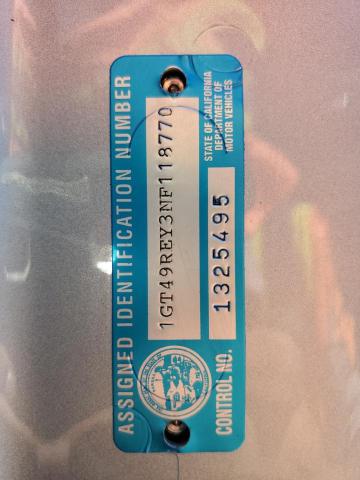 ASSIGNED IDENTIFICATION NUMBER
1GT49REY3NF118770
STATE OF CALIFORNIA
DEPARTMENT OF
MOTOR VEHICLES
CONTROL NO. 1325495